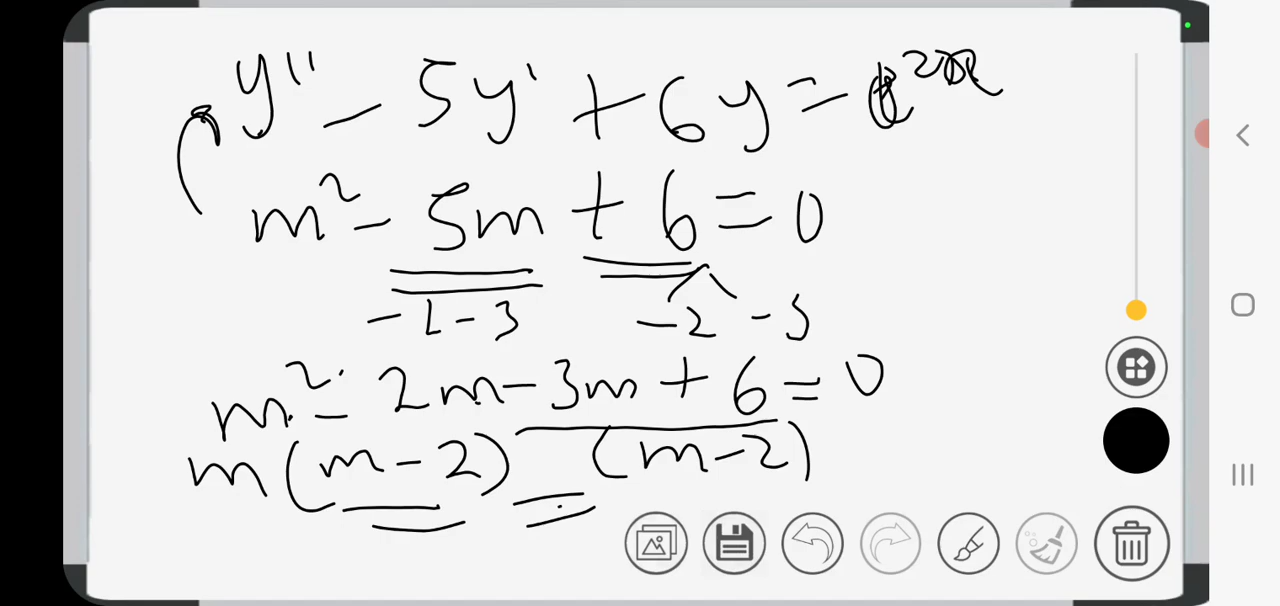 y'' - 5y' + 6y = e^2x
m² - 5m + 6 = 0
-2 - 3 -2 -3
m² - 2m - 3m + 6 = 0
m(m - 2) (m - 2)